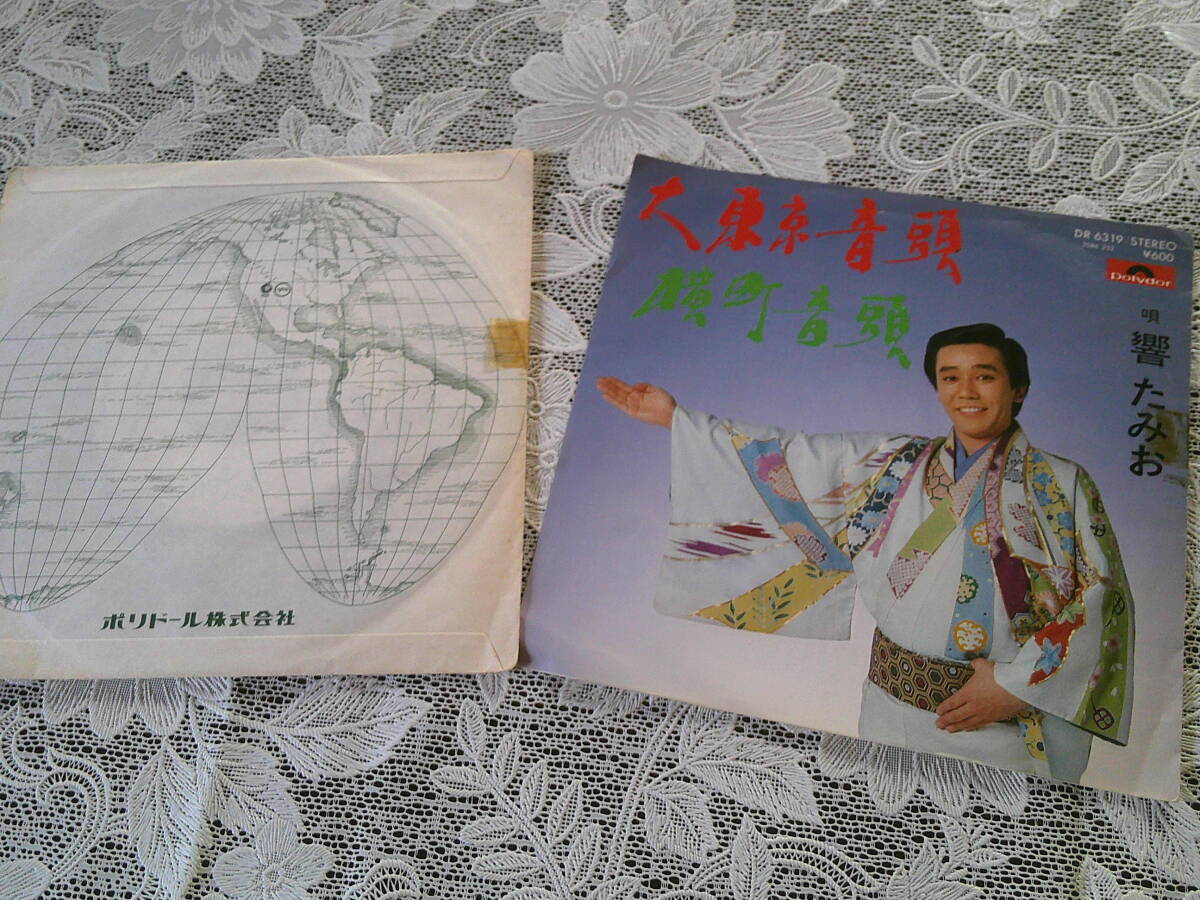 ポリドール株式会社
大東京音頭
横町音頭
DR 6319 STEREO
¥600
Polydor
唄 響たみお